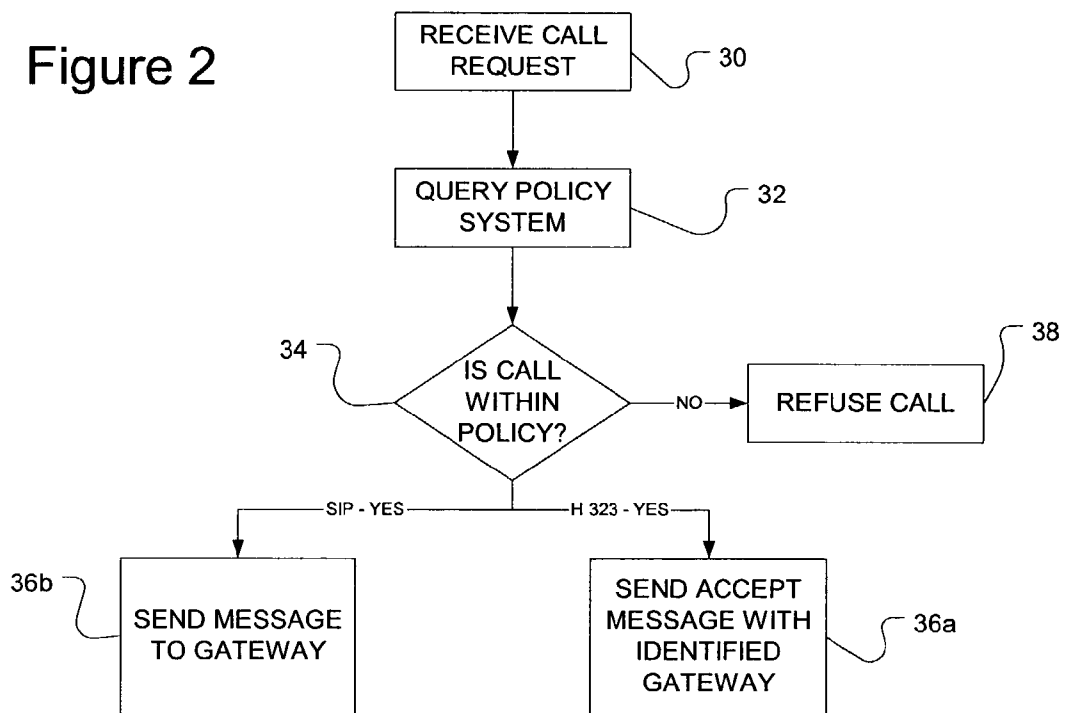 Figure 2
RECEIVE CALL
REQUEST
30
QUERY POLICY
SYSTEM
32
34
IS CALL
WITHIN
POLICY?
NO
REFUSE CALL
38
SIP - YES
H 323 - YES
36b
SEND MESSAGE
TO GATEWAY
SEND ACCEPT
MESSAGE WITH
IDENTIFIED
GATEWAY
36a